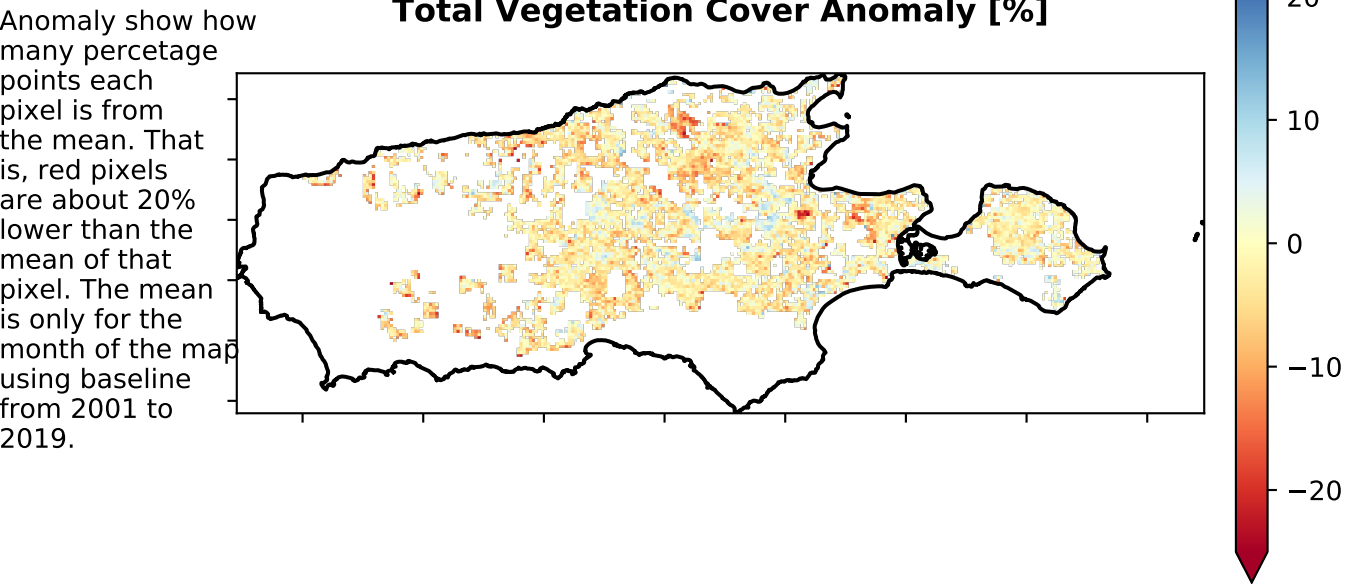 Total Vegetation Cover Anomaly [%]
Anomaly show how
many percetage
points each
pixel is from
the mean. That
is, red pixels
are about 20%
lower than the
mean of that
pixel. The mean
is only for the
month of the map
using baseline
from 2001 to
2019.
20
10
0
−10
−20